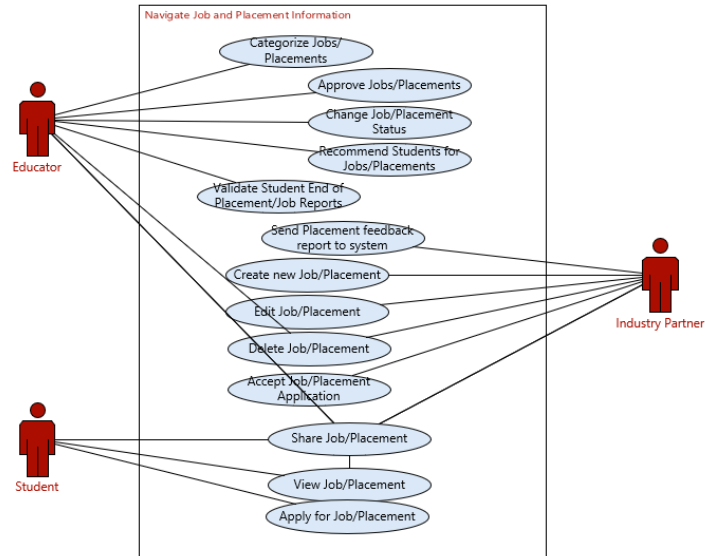 Navigate Job and Placement Information
Categorize Jobs/
Placements
Approve Jobs/Placements
Change Job/Placement
Status
Educator
Recommend Students for
Jobs/Placements
Validate Student End of
Placement/Job Reports
Send Placement feedback
report to system
Create new Job/Placement
Edit Job/Placement
Industry Partner
Delete Job/Placement
Accept Job/Placement
Application
Share Job/Placement
Student
View Job/Placement
Apply for Job/Placement